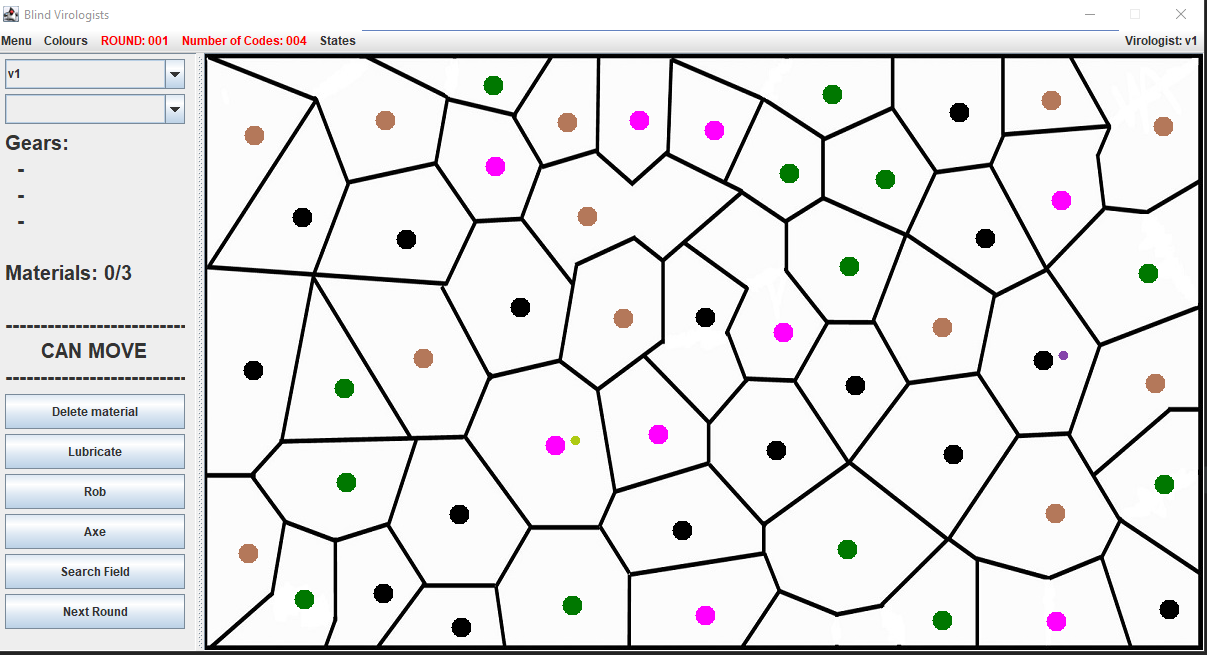 Blind Virologists
Menu Colours ROUND: 001 Number of Codes: 004 States Virologist: v1
v1
Gears:
-
-
-
Materials: 0/3
---------------------------
CAN MOVE
---------------------------
Delete material
Lubricate
Rob
Axe
Search Field
Next Round